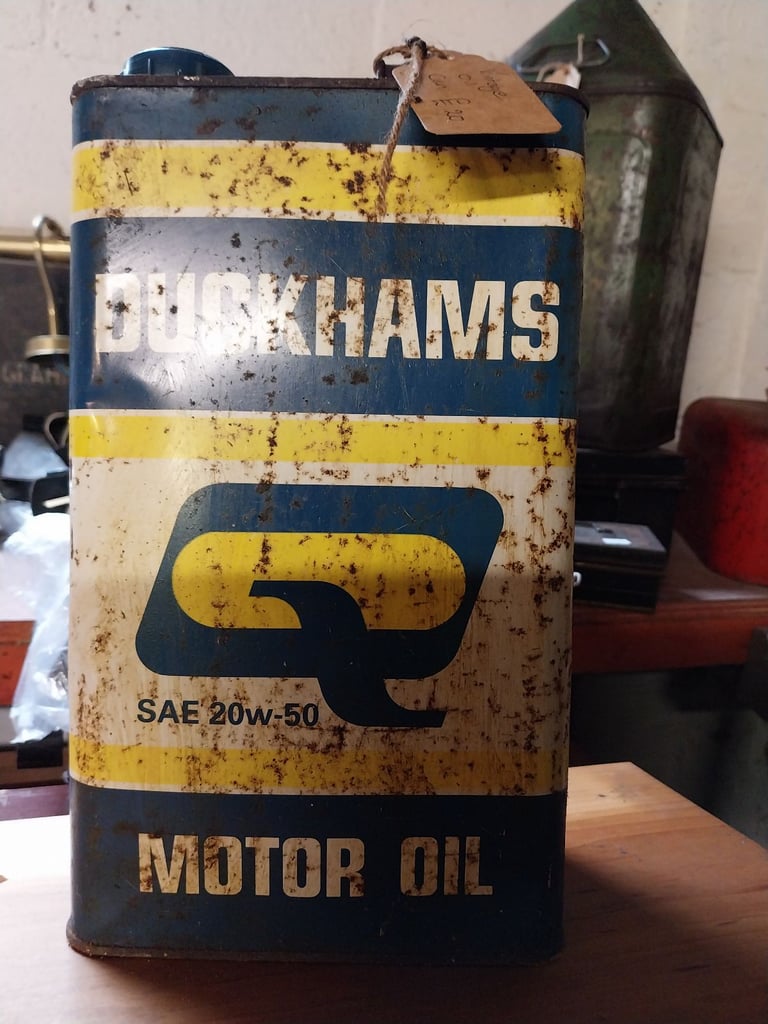 DUCKHAMS
Q
SAE 20w-50
MOTOR OIL